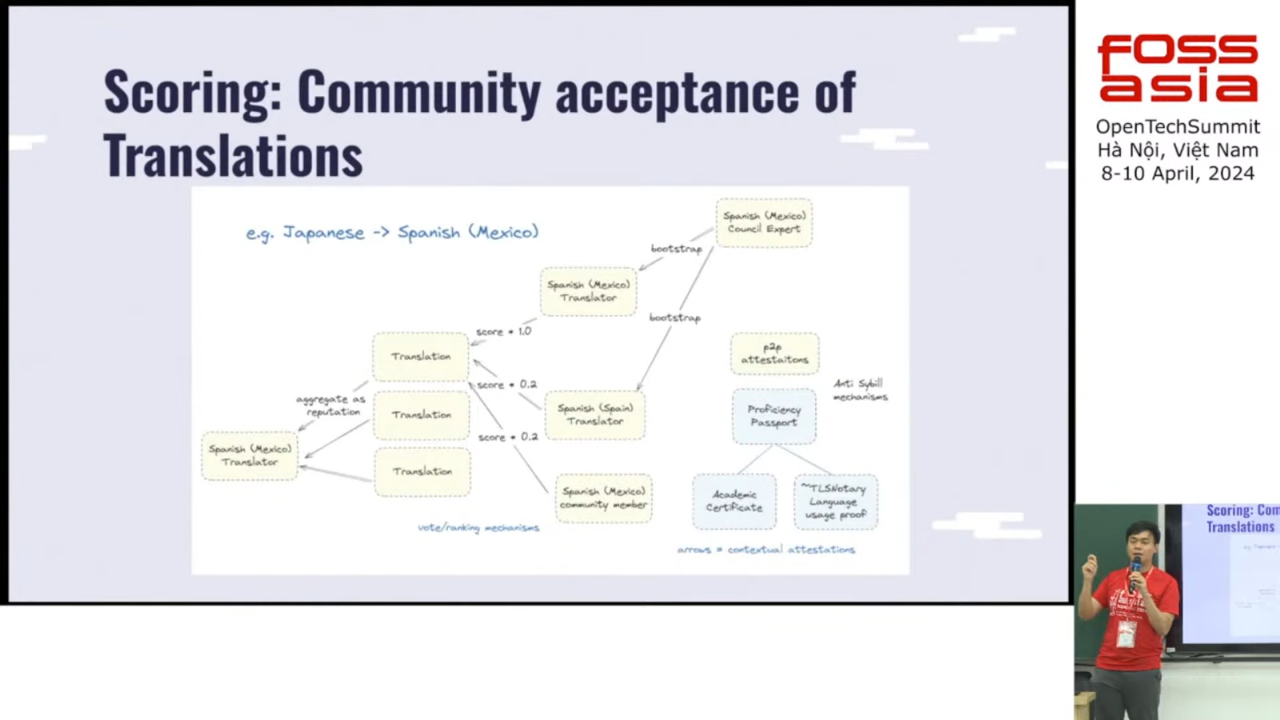 Scoring: Community acceptance of
Translations
e.g. Japanese -> Spanish (Mexico)
Spanish (Mexico)
Council Expert
bootstrap
Spanish (Mexico)
Translator
bootstrap
score * 1.0
Translation
p2p
attestaitons
score * 0.2
Anti Sybill
mechanisms
aggregate as
reputation
Translation
Spanish (Spain)
Translator
Proficiency
Passport
score * 0.2
Spanish (Mexico)
Translator
Translation
Spanish (Mexico)
community member
Academic
Certificate
~TLSNotary
Language
usage proof
vote/ranking mechanisms
arrows = contextual attestations
FOSS
asia
OpenTechSummit
Hà Nội, Việt Nam
8-10 April, 2024
Scoring: Com
Translations